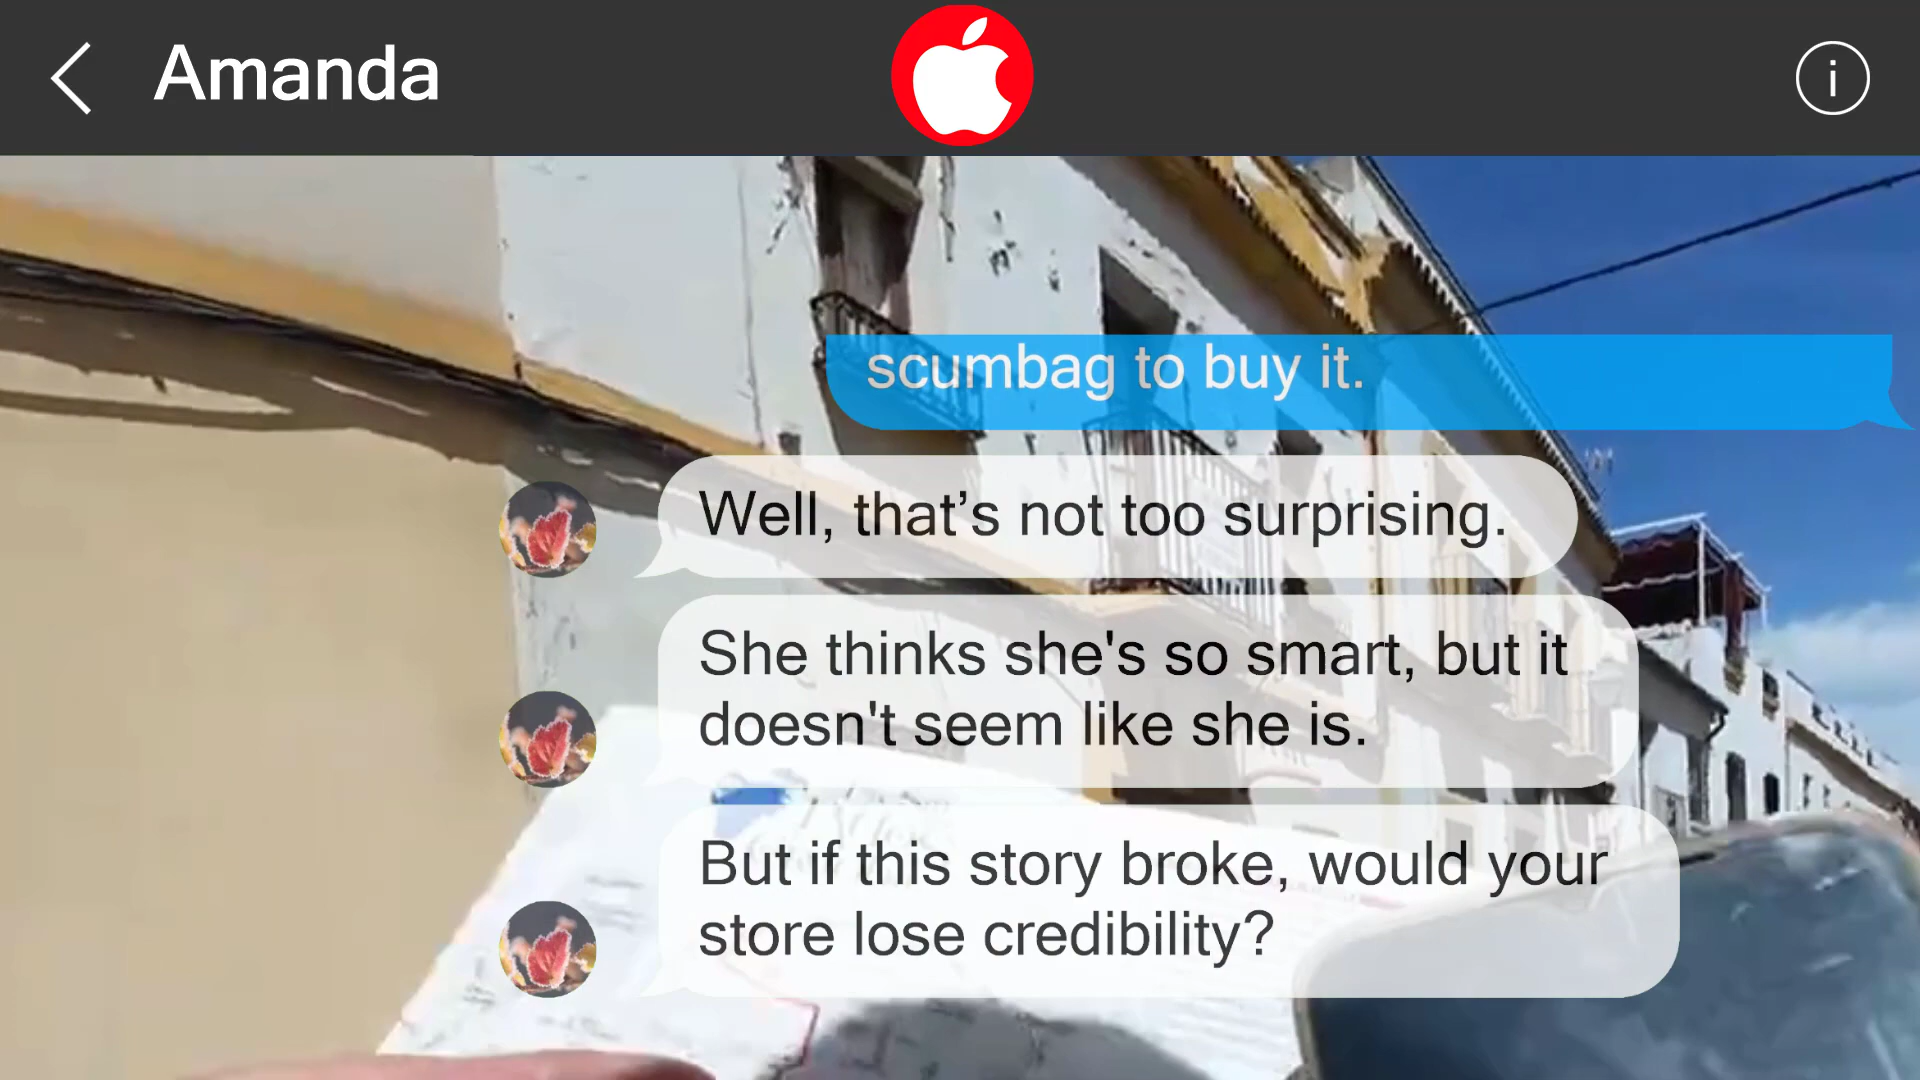 Amanda
scumbag to buy it.
Well, that’s not too surprising.
She thinks she's so smart, but it
doesn't seem like she is.
But if this story broke, would your
store lose credibility?